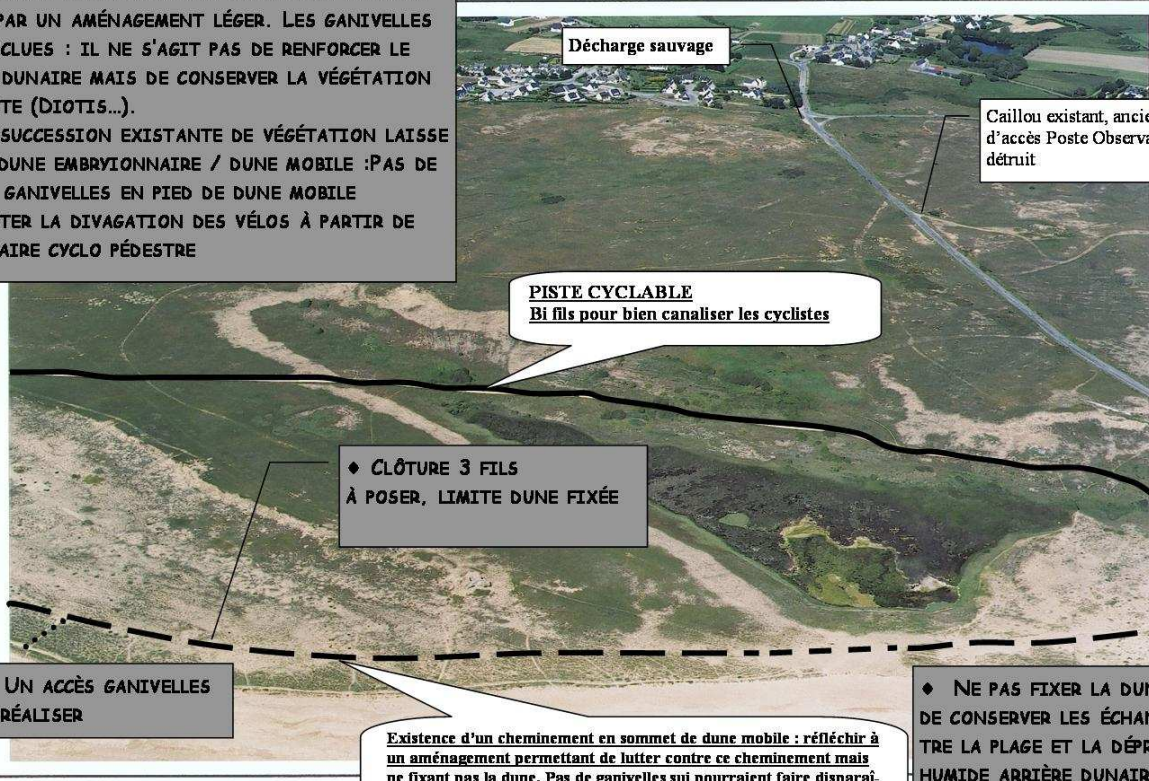 PAR UN AMÉNAGEMENT LÉGER. LES GANIVELLES
CLUES : IL NE S'AGIT PAS DE RENFORCER LE
DUNAIRE MAIS DE CONSERVER LA VÉGÉTATION
TE (DIOTIS...).
SUCCESSION EXISTANTE DE VÉGÉTATION LAISSE
DUNE EMBRYIONNAIRE / DUNE MOBILE :PAS DE
GANIVELLES EN PIED DE DUNE MOBILE
TER LA DIVAGATION DES VÉLOS À PARTIR DE
AIRE CYCLO PÉDESTRE
Décharge sauvage
Caillou existant, ancie
d'accès Poste Observa
détruit
PISTE CYCLABLE
Bi fils pour bien canaliser les cyclistes
♦ CLÔTURE 3 FILS
À POSER, LIMITE DUNE FIXÉE
UN ACCÈS GANIVELLES
RÉALISER
Existence d'un cheminement en sommet de dune mobile : réfléchir à
un aménagement permettant de lutter contre ce cheminement mais
ne fixant pas la dune. Pas de ganivelles sui pourraient faire disparaî-
♦ NE PAS FIXER LA DUN
DE CONSERVER LES ÉCHAN
TRE LA PLAGE ET LA DÉPR
HUMIDE ARRIÈRE DUNAIR